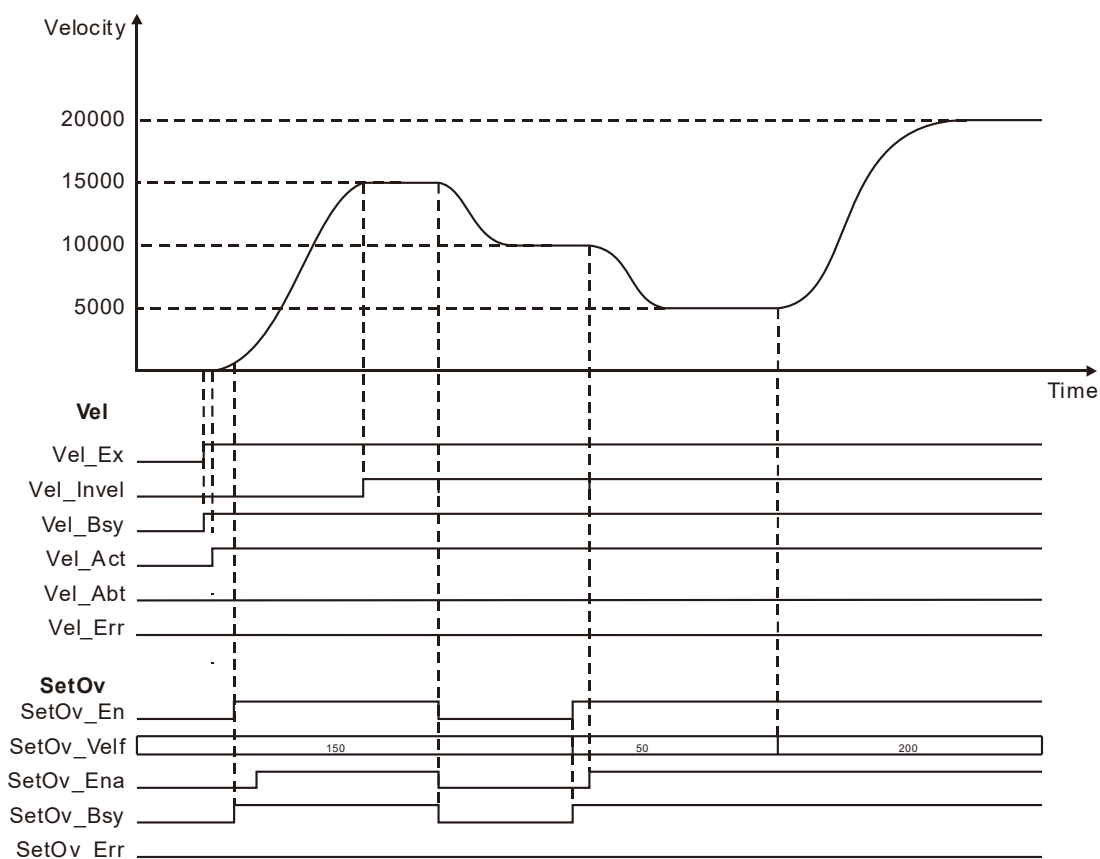 Velocity
20000
15000
10000
5000
Time
Vel
Vel_Ex
Vel_Invel
Vel_Bsy
Vel_Act
Vel_Abt
Vel_Err
SetOv
SetOv_En
SetOv_Velf 150 50 200
SetOv_Ena
SetOv_Bsy
SetOv_Err